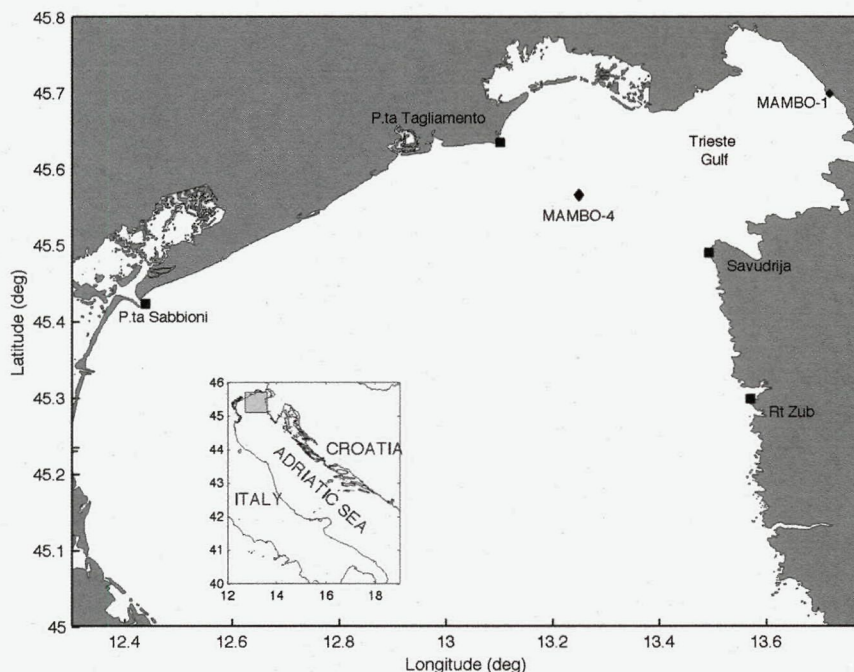 45.8
45.7
45.6
45.5
45.4
45.3
45.2
45.1
45
Latitude (deg)
12.4
12.6
12.8
13
13.2
13.4
13.6
Longitude (deg)
MAMBO-1
P.ta Tagliamento
Trieste
Gulf
MAMBO-4
Savudrija
P.ta Sabbioni
Rt Zub
46
45
44
43
42
41
40
12
14
16
18
CROATIA
ADRIATIC SEA
ITALY